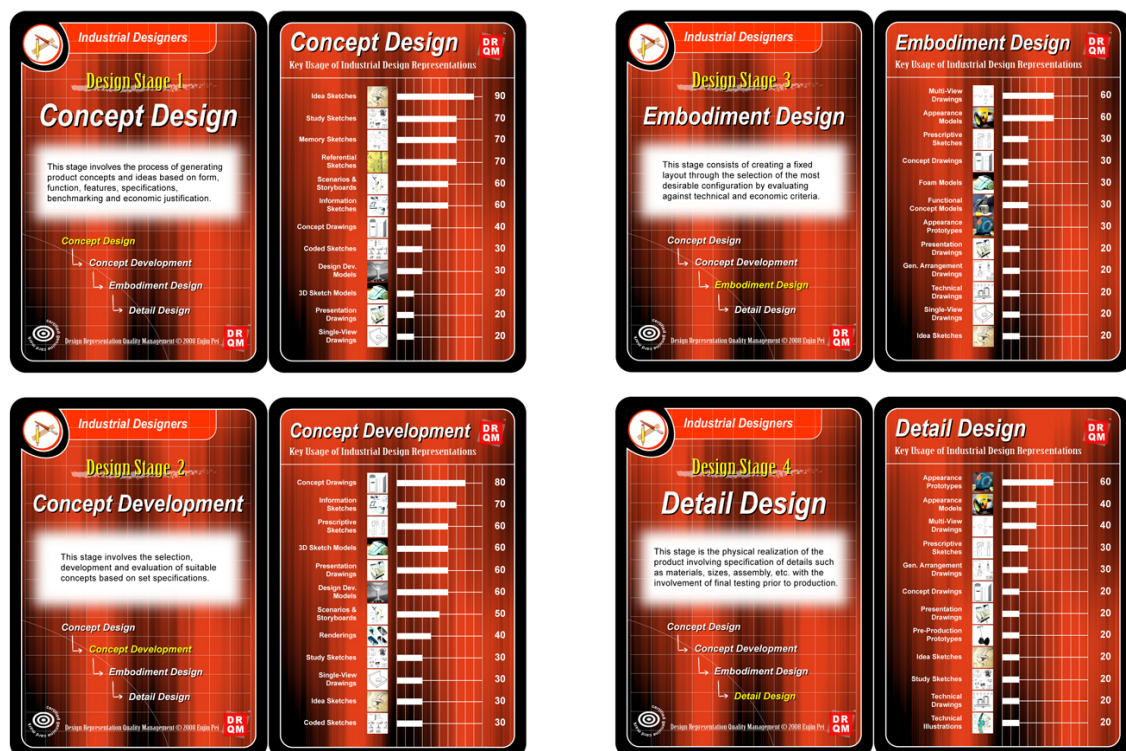 Industrial Designers
Design Stage 1
Concept Design
This stage involves the process of generating
product concepts and ideas based on form,
function, features, specifications,
benchmarking and economic justification.
Concept Design
Concept Development
Embodiment Design
Detail Design
Design Representation Quality Management © 2008 Eujin Pei
DR
QM
Concept Design
DR
QM
Key Usage of Industrial Design Representations
Idea Sketches
90
Study Sketches
70
Memory Sketches
70
Referential
Sketches
70
Scenarios &
Storyboards
60
Information
Sketches
60
Concept Drawings
40
Coded Sketches
30
Design Dev.
Models
30
3D Sketch Models
20
Presentation
Drawings
20
Single-View
Drawings
20
Industrial Designers
Design Stage 3
Embodiment Design
This stage consists of creating a fixed
layout through the selection of the most
desirable configuration by evaluating
against technical and economic criteria.
Concept Design
Concept Development
Embodiment Design
Detail Design
Design Representation Quality Management © 2008 Eujin Pei
DR
QM
Embodiment Design
DR
QM
Key Usage of Industrial Design Representations
Multi-View
Drawings
60
Appearance
Models
60
Prescriptive
Sketches
30
Concept Drawings
30
Foam Models
30
Functional
Concept Models
30
Appearance
Prototypes
30
Presentation
Drawings
20
Gen. Arrangement
Drawings
20
Technical
Drawings
20
Single-View
Drawings
20
Idea Sketches
20
Industrial Designers
Design Stage 2
Concept Development
This stage involves the selection,
development and evaluation of suitable
concepts based on set specifications.
Concept Design
Concept Development
Embodiment Design
Detail Design
Design Representation Quality Management © 2008 Eujin Pei
DR
QM
Concept Development
DR
QM
Key Usage of Industrial Design Representations
Concept Drawings
80
Information
Sketches
70
Prescriptive
Sketches
60
3D Sketch Models
60
Presentation
Drawings
60
Design Dev.
Models
60
Scenarios &
Storyboards
50
Renderings
40
Study Sketches
30
Single-View
Drawings
30
Idea Sketches
30
Coded Sketches
30
Industrial Designers
Design Stage 4
Detail Design
This stage is the physical realization of the
product involving specification of details such
as materials, sizes, assembly, etc. with the
involvement of final testing prior to production.
Concept Design
Concept Development
Embodiment Design
Detail Design
Design Representation Quality Management © 2008 Eujin Pei
DR
QM
Detail Design
DR
QM
Key Usage of Industrial Design Representations
Appearance
Prototypes
60
Appearance
Models
40
Multi-View
Drawings
40
Prescriptive
Sketches
30
Gen. Arrangement
Drawings
30
Concept Drawings
20
Presentation
Drawings
20
Pre-Production
Prototypes
20
Idea Sketches
20
Study Sketches
20
Technical
Drawings
20
Technical
Illustrations
20